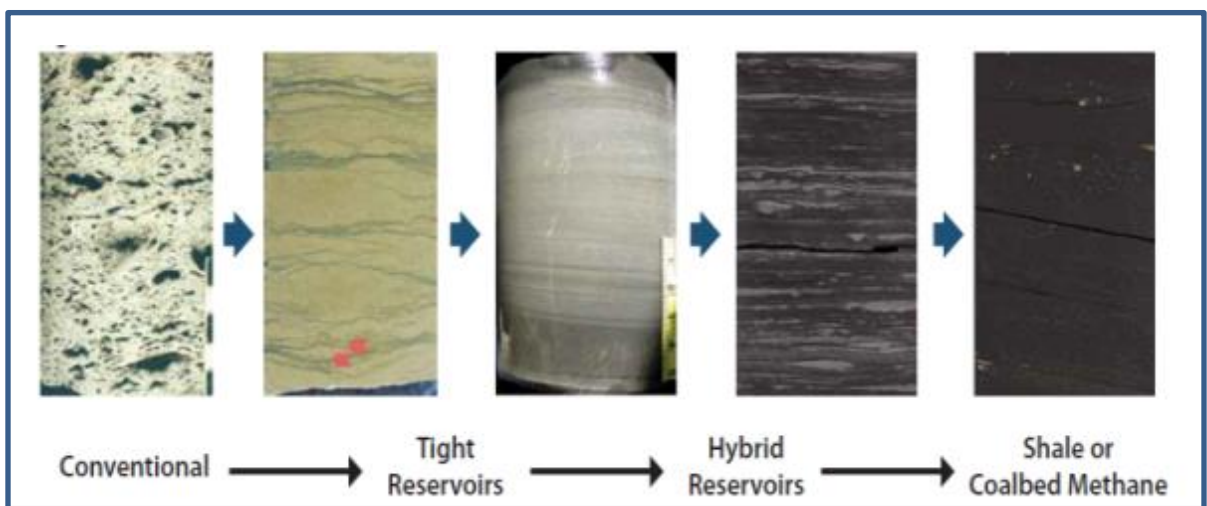 Conventional
Tight
Reservoirs
Hybrid
Reservoirs
Shale or
Coalbed Methane